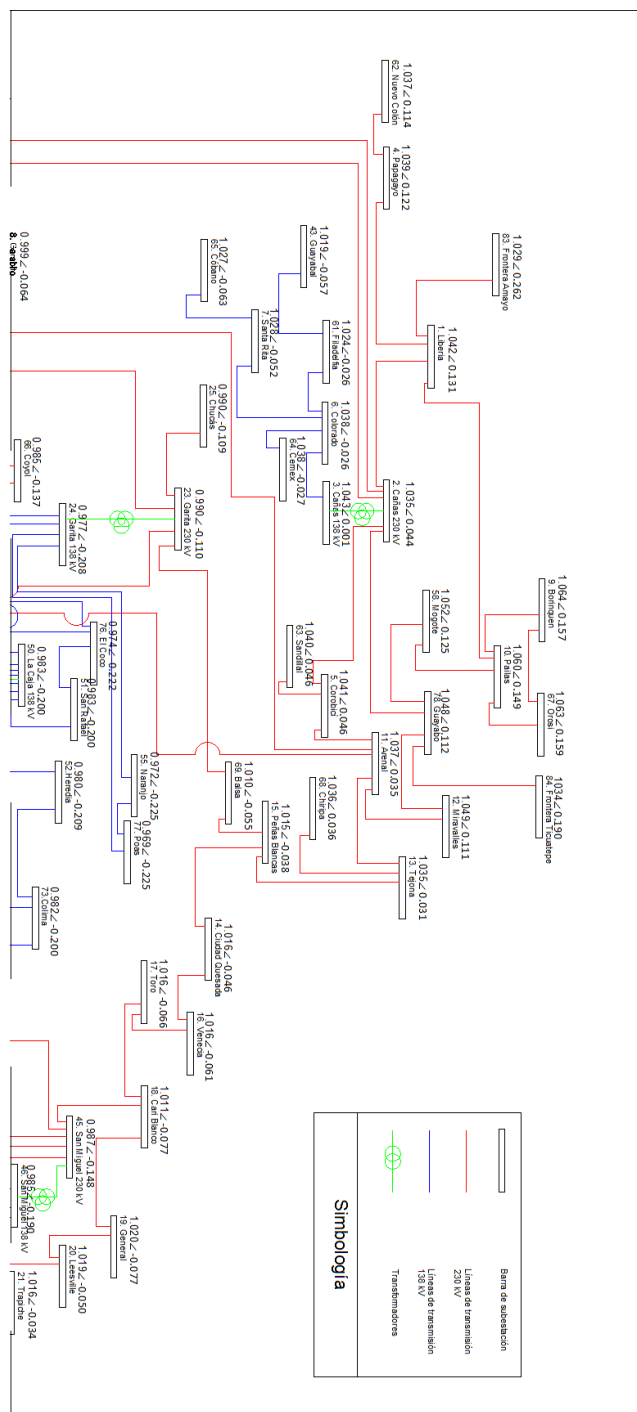 1.037∠ 0.114
62. Nuevo Colón
1.039∠ 0.122
4. Papagayo
1.029∠ 0.262
83. Frontera Amayo
1.042∠ 0.131
1. Liberia
1.019∠ -0.057
43. Guayabal
1.027∠ -0.063
65. Cóbano
1.028∠ -0.052
7. Santa Rita
1.024∠ -0.026
61. Filadelfia
0.999∠ -0.064
8. Garabito
0.990∠ -0.109
25. Chucás
1.038∠ -0.026
6. Colorado
1.038∠ -0.027
64. Cemex
1.043∠ 0.001
3. Cañas 138 kV
1.035∠ 0.044
2. Cañas 230 kV
0.985∠ -0.137
66. Coyol
0.977∠ -0.208
24. Garita 138 kV
0.990∠ -0.110
23. Garita 230 kV
1.064∠ 0.157
9. Borinquen
1.052∠ 0.125
58. Mogote
1.060∠ 0.149
10. Pailas
1.063∠ 0.159
67. Orosi
1.040∠ 0.046
63. Sandillal
1.041∠ 0.046
5. Corobicí
1.048∠ 0.112
78. Guayabo
1.037∠ 0.035
11. Arenal
0.974∠ -0.222
76. El Coco
0.983∠ -0.200
50. La Caja 138 kV
0.983∠ -0.200
51. San Rafael
1034∠ 0.190
84. Frontera Ticuatepe
1.049∠ 0.111
12. Miravalles
1.036∠ 0.036
68. Chiripa
1.010∠ -0.055
69. Balsa
1.015∠ -0.038
15. Peñas Blancas
1.035∠ 0.031
13. Tejona
0.980∠ -0.209
52. Heredia
0.972∠ -0.225
55. Naranjo
0.969∠ -0.225
77. Poas
0.982∠ -0.200
73. Colima
1.016∠ -0.046
14. Ciudad Quesada
1.016∠ -0.066
17. Toro
1.016∠ -0.061
16. Venecia
1.011∠ -0.077
18. Cari Blanco
0.987∠ -0.148
45. San Miguel 230 kV
0.985∠ -0.190
46. San Miguel 138 kV
1.020∠ -0.077
19. General
1.019∠ -0.050
20. Leesville
1.016∠ -0.034
21. Trapiche
Barra de subestación
Líneas de transmisión
230 kV
Líneas de transmisión
138 kV
Transformadores
Simbología